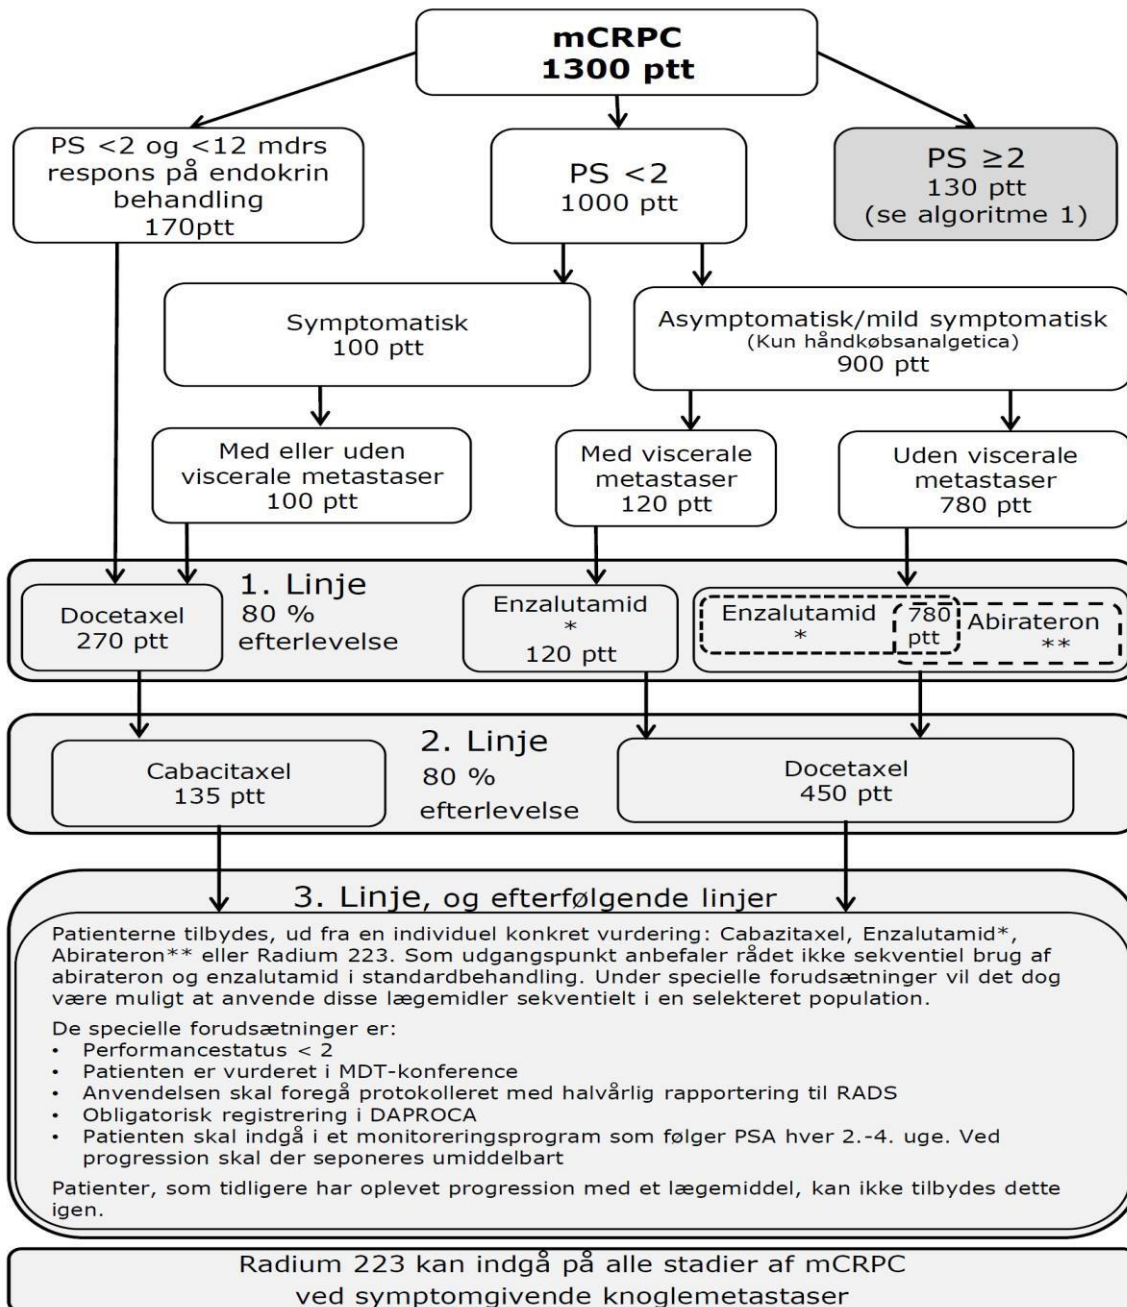 mCRPC
1300 ptt
PS <2 og <12 mdrs
respons på endokrin
behandling
170ptt
PS <2
1000 ptt
PS ≥2
130 ptt
(se algoritme 1)
Symptomatisk
100 ptt
Asymptomatisk/mild symptomatisk
(Kun håndkøbsanalgetica)
900 ptt
Med eller uden
viscerale metastaser
100 ptt
Med viscerale
metastaser
120 ptt
Uden viscerale
metastaser
780 ptt
1. Linje
80 %
efterlevelse
Docetaxel
270 ptt
Enzalutamid
*
120 ptt
Enzalutamid
*
780
ptt
Abirateron
**
2. Linje
80 %
efterlevelse
Cabacitaxel
135 ptt
Docetaxel
450 ptt
3. Linje, og efterfølgende linjer
Patienterne tilbydes, ud fra en individuel konkret vurdering: Cabazitaxel, Enzalutamid*,
Abirateron** eller Radium 223. Som udgangspunkt anbefaler rådet ikke sekventiel brug af
abirateron og enzalutamid i standardbehandling. Under specielle forudsætninger vil det dog
være muligt at anvende disse lægemidler sekventielt i en selekteret population.
De specielle forudsætninger er:
• Performancestatus < 2
• Patienten er vurderet i MDT-konference
• Anvendelsen skal foregå protokolleret med halvårlig rapportering til RADS
• Obligatorisk registrering i DAPROCA
• Patienten skal indgå i et monitoreringsprogram som følger PSA hver 2.-4. uge. Ved
progression skal der seponeres umiddelbart
Patienter, som tidligere har oplevet progression med et lægemiddel, kan ikke tilbydes dette
igen.
Radium 223 kan indgå på alle stadier af mCRPC
ved symptomgivende knoglemetastaser